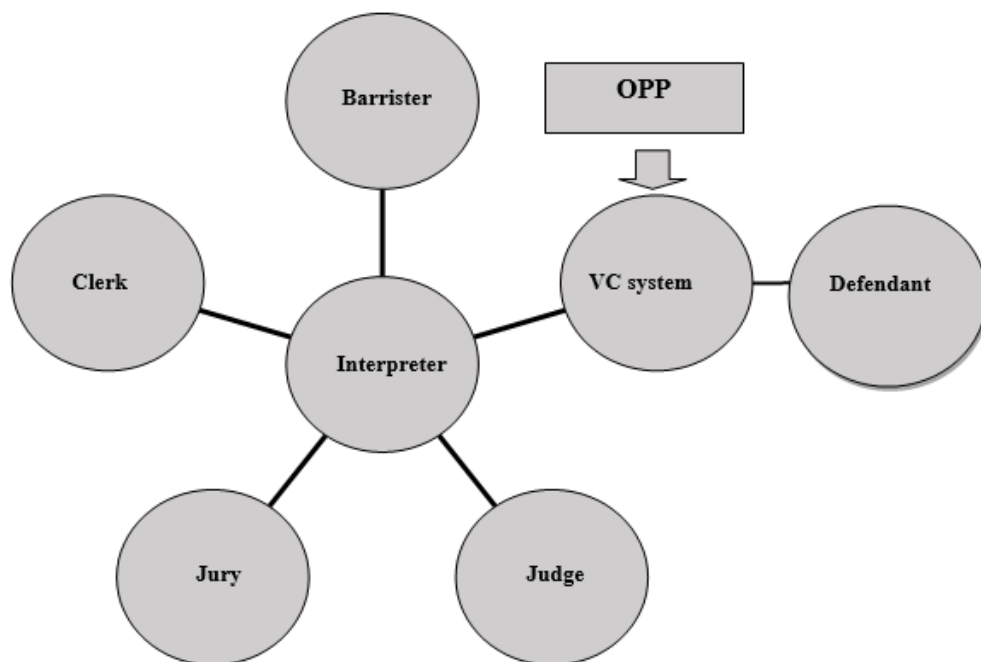 Barrister
OPP
Clerk
VC system
Defendant
Interpreter
Jury
Judge